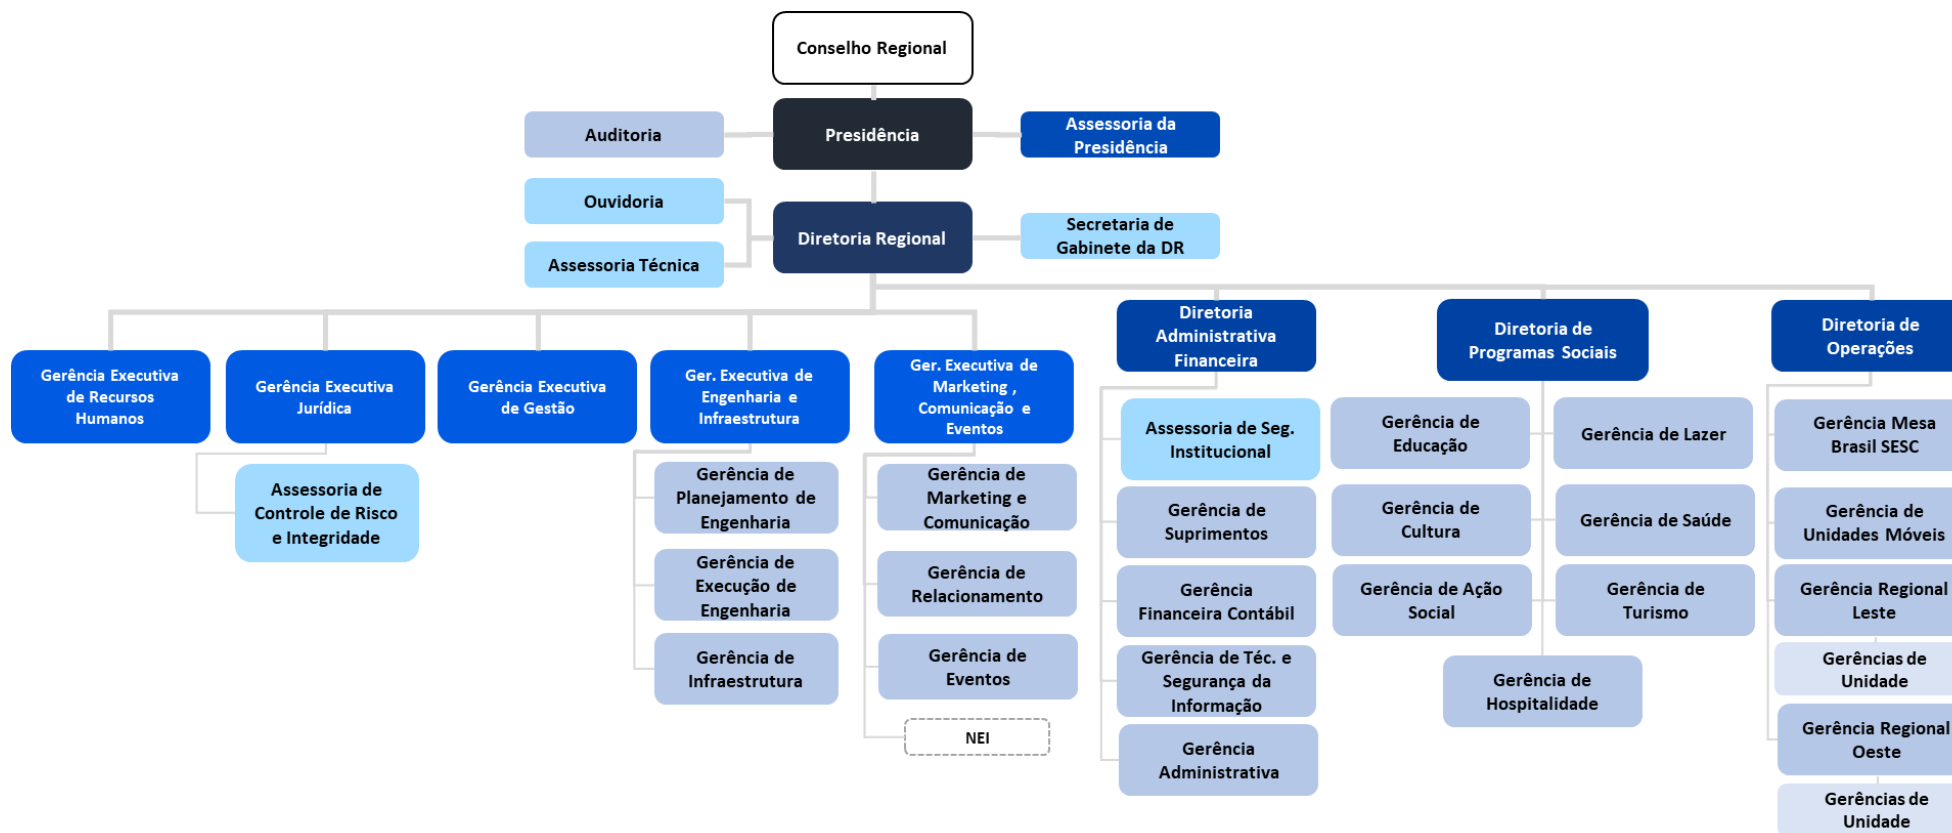 Conselho Regional
Auditoria
Presidência
Assessoria da
Presidência
Ouvidoria
Assessoria Técnica
Diretoria Regional
Secretaria de
Gabinete da DR
Gerência Executiva
de Recursos
Humanos
Gerência Executiva
Jurídica
Gerência Executiva
de Gestão
Ger. Executiva de
Engenharia e
Infraestrutura
Ger. Executiva de
Marketing ,
Comunicação e
Eventos
Diretoria
Administrativa
Financeira
Diretoria de
Programas Sociais
Diretoria de
Operações
Assessoria de
Controle de Risco
e Integridade
Gerência de
Planejamento de
Engenharia
Gerência de
Execução de
Engenharia
Gerência de
Infraestrutura
Gerência de
Marketing e
Comunicação
Gerência de
Relacionamento
Gerência de
Eventos
NEI
Assessoria de Seg.
Institucional
Gerência de
Suprimentos
Gerência
Financeira Contábil
Gerência de Téc. e
Segurança da
Informação
Gerência
Administrativa
Gerência de
Educação
Gerência de Lazer
Gerência de
Cultura
Gerência de Saúde
Gerência de Ação
Social
Gerência de
Turismo
Gerência de
Hospitalidade
Gerência Mesa
Brasil SESC
Gerência de
Unidades Móveis
Gerência Regional
Leste
Gerências de
Unidade
Gerência Regional
Oeste
Gerências de
Unidade